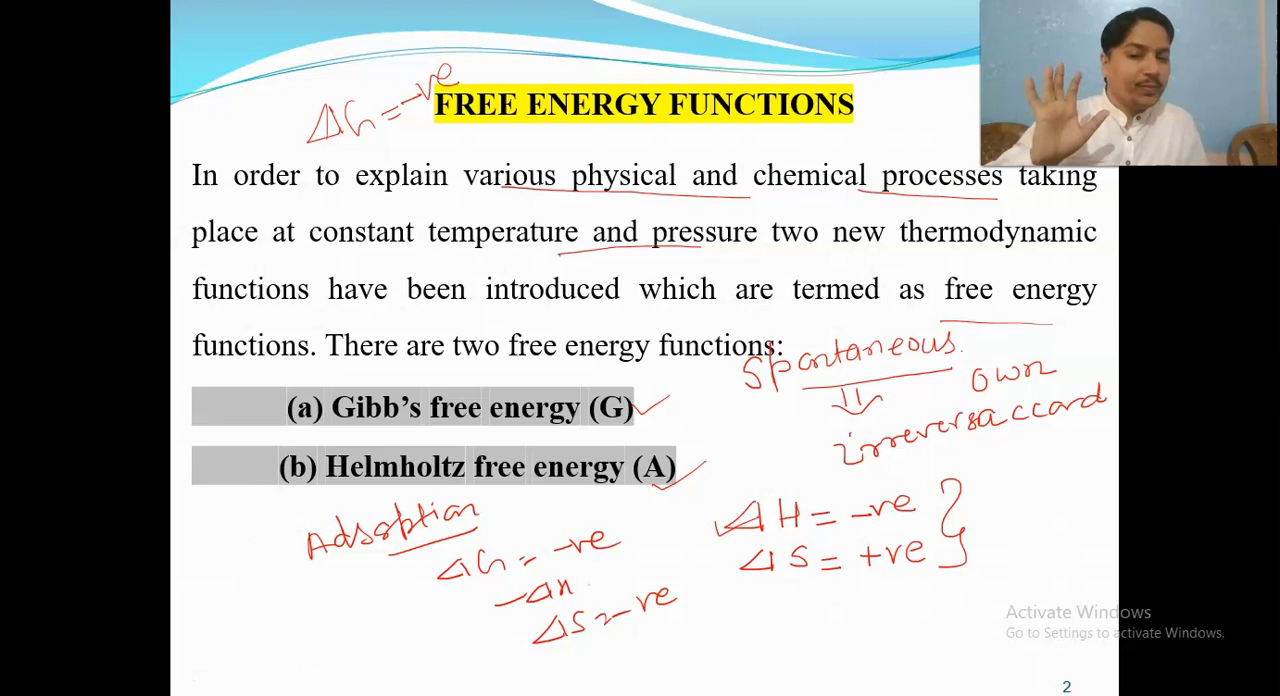 ΔG = -ve
FREE ENERGY FUNCTIONS
In order to explain various physical and chemical processes taking
place at constant temperature and pressure two new thermodynamic
functions have been introduced which are termed as free energy
functions. There are two free energy functions:
Spontaneous.
own
accord
irrevers
(a) Gibb's free energy (G)
(b) Helmholtz free energy (A)
Adsorption
ΔG = -ve
-ΔH
ΔS = -ve
ΔH = -ve
ΔS = +ve
Activate Windows
Go to Settings to activate Windows.
2